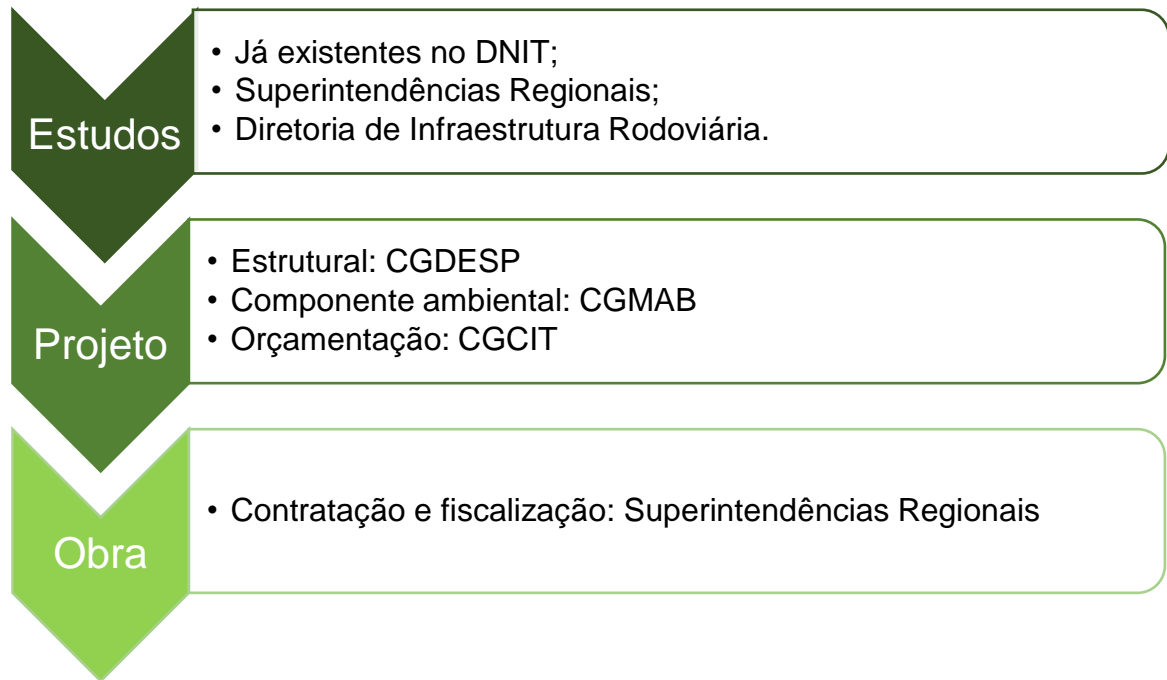 Estudos
• Já existentes no DNIT;
• Superintendências Regionais;
• Diretoria de Infraestrutura Rodoviária.
Projeto
• Estrutural: CGDESP
• Componente ambiental: CGMAB
• Orçamentação: CGCIT
Obra
• Contratação e fiscalização: Superintendências Regionais